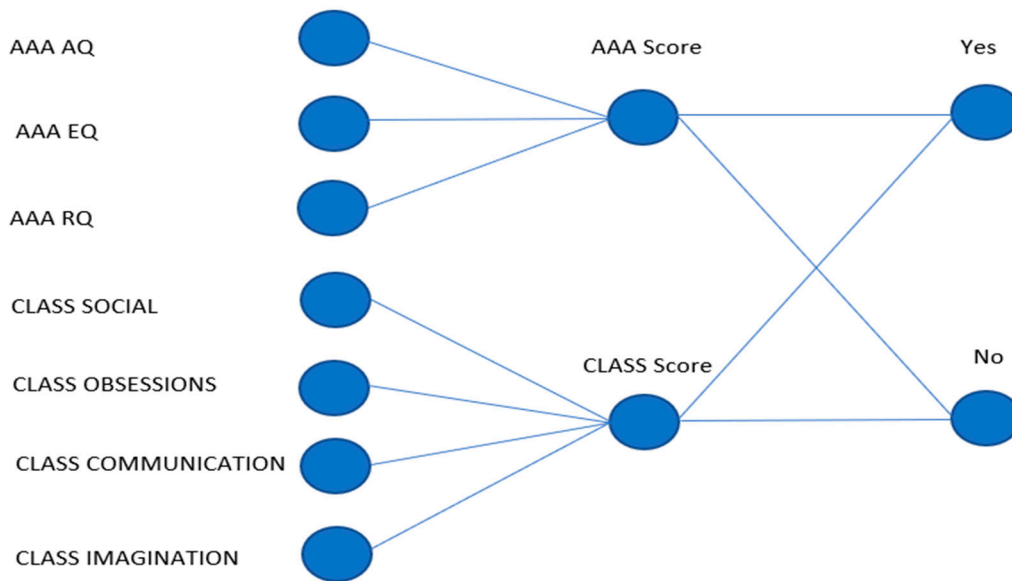 AAA AQ
AAA EQ
AAA RQ
CLASS SOCIAL
CLASS OBSESSIONS
CLASS COMMUNICATION
CLASS IMAGINATION
AAA Score
CLASS Score
Yes
No